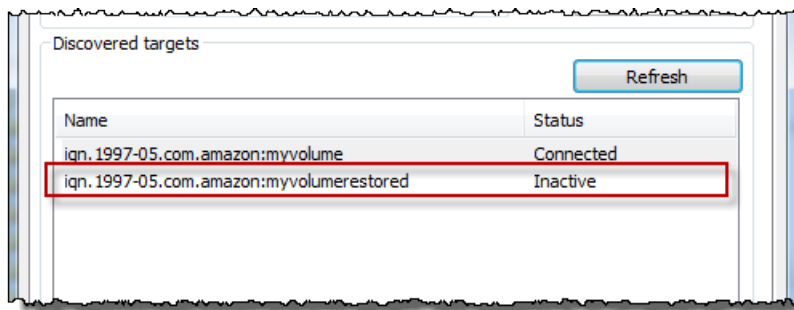 Discovered targets
Refresh
Name Status
iqn.1997-05.com.amazon:myvolume Connected
iqn.1997-05.com.amazon:myvolumerestored Inactive